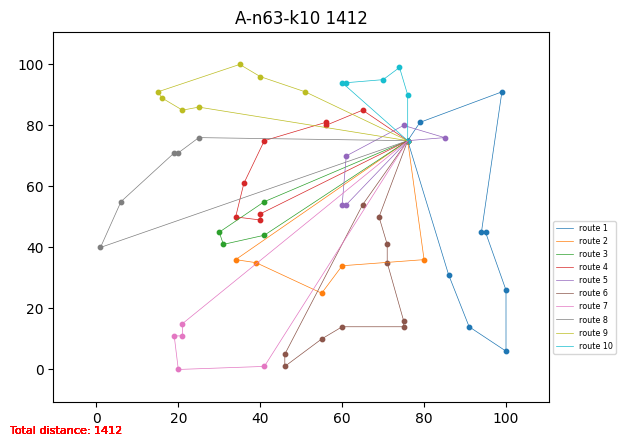 A-n63-k10 1412
100
80
60
40
20
0
0 20 40 60 80 100
route 1
route 2
route 3
route 4
route 5
route 6
route 7
route 8
route 9
route 10
Total distance: 1412